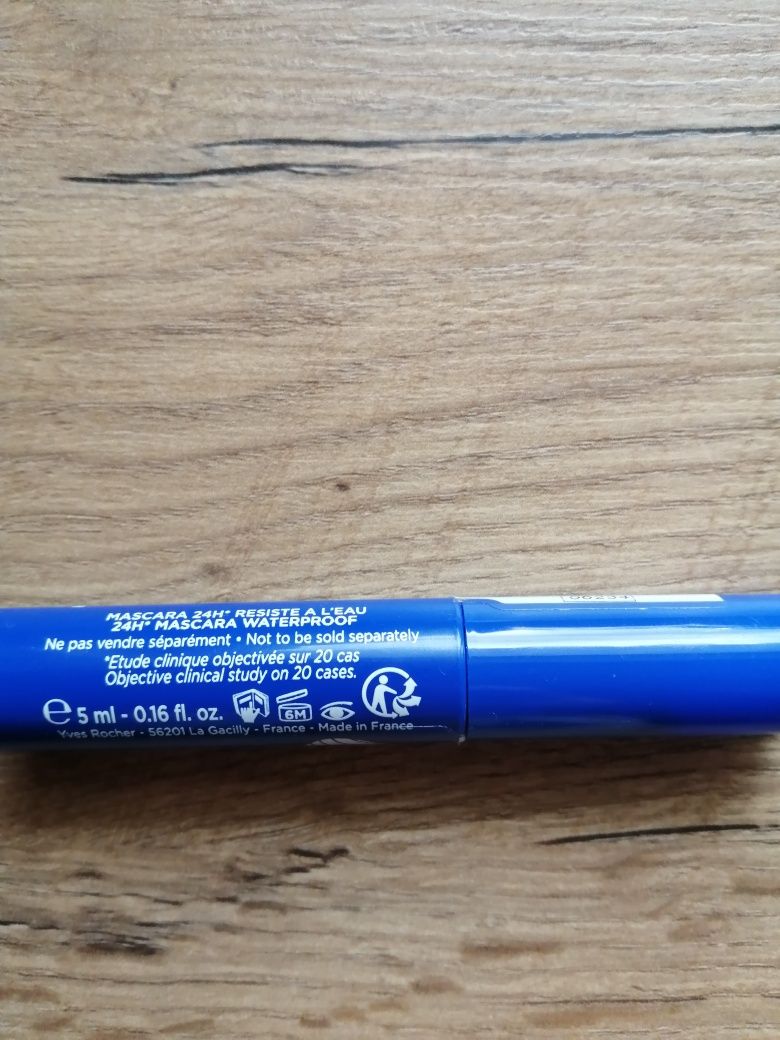 MASCARA 24H* RESISTE A L'EAU
24H* MASCARA WATERPROOF
Ne pas vendre séparément • Not to be sold separately
*Etude clinique objectivée sur 20 cas
Objective clinical study on 20 cases.
℮ 5 ml - 0.16 fl. oz. 6M
Yves Rocher - 56201 La Gacilly - France - Made in France